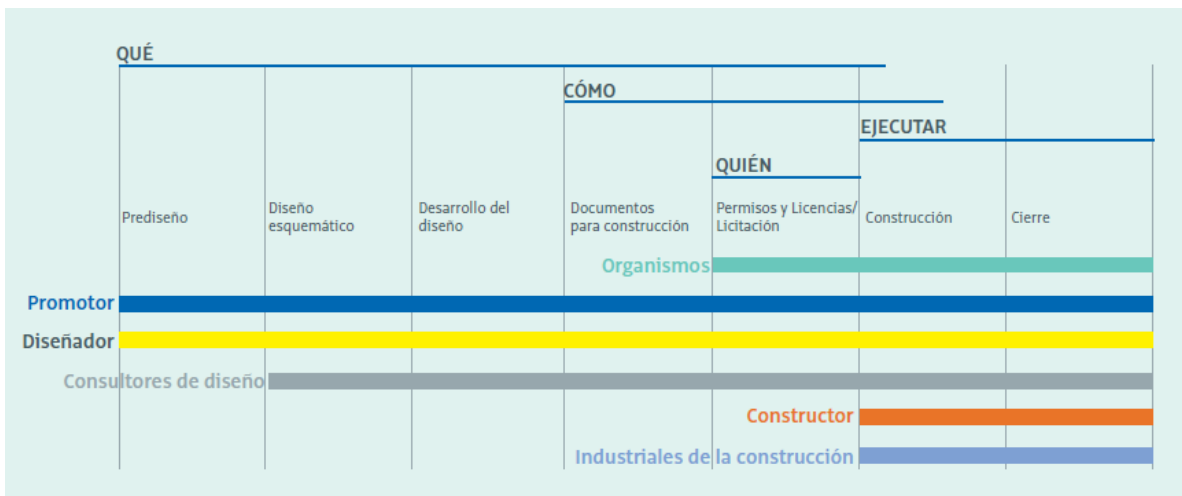 QUÉ
CÓMO
EJECUTAR
QUIÉN
Prediseño
Diseño
esquemático
Desarrollo del
diseño
Documentos
para construcción
Permisos y Licencias/
Licitación
Construcción
Cierre
Organismos
Promotor
Diseñador
Consultores de diseño
Constructor
Industriales de la construcción